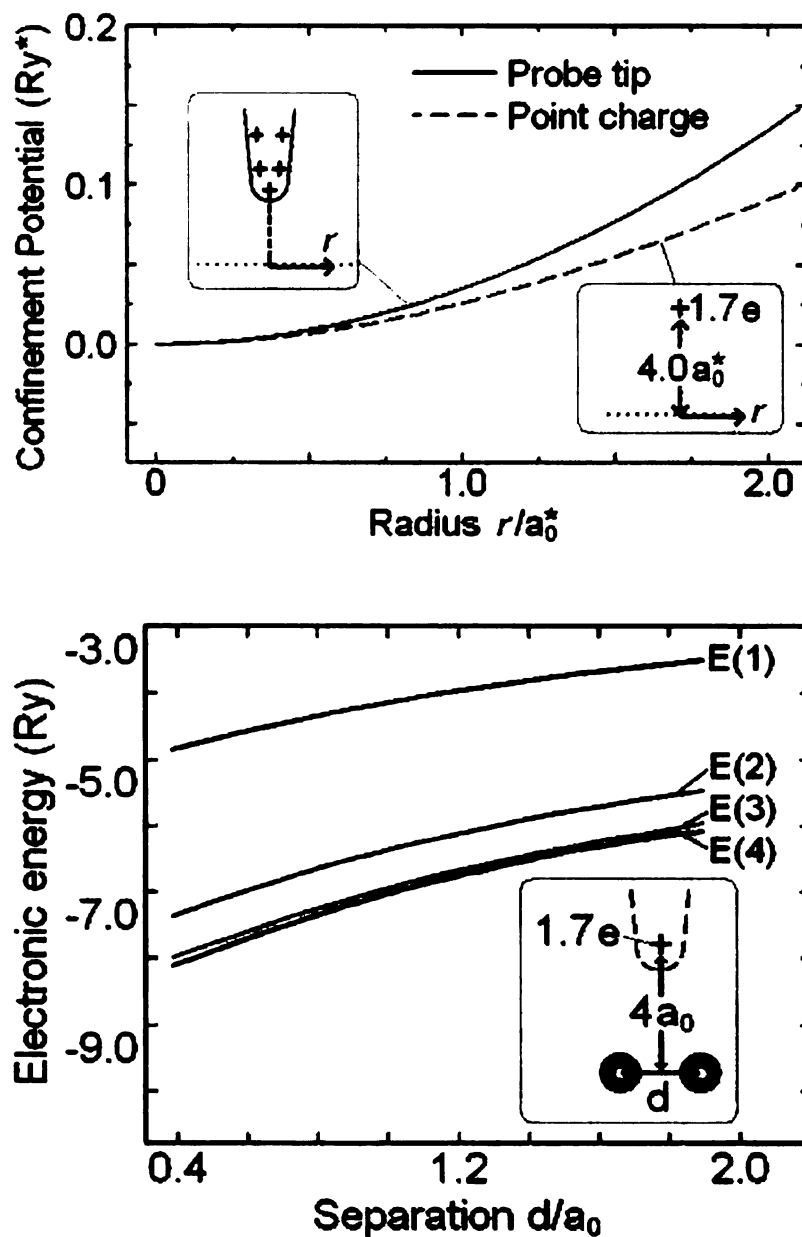 Confinement Potential (Ry*)
0.2
0.1
0.0
Probe tip
Point charge
+ +
+ +
+
r
+1.7e
4.0a₀*
r
0
1.0
2.0
Radius r/a₀*
Electronic energy (Ry)
-3.0
-5.0
-7.0
-9.0
E(1)
E(2)
E(3)
E(4)
1.7e +
4a₀
d
0.4
1.2
2.0
Separation d/a₀